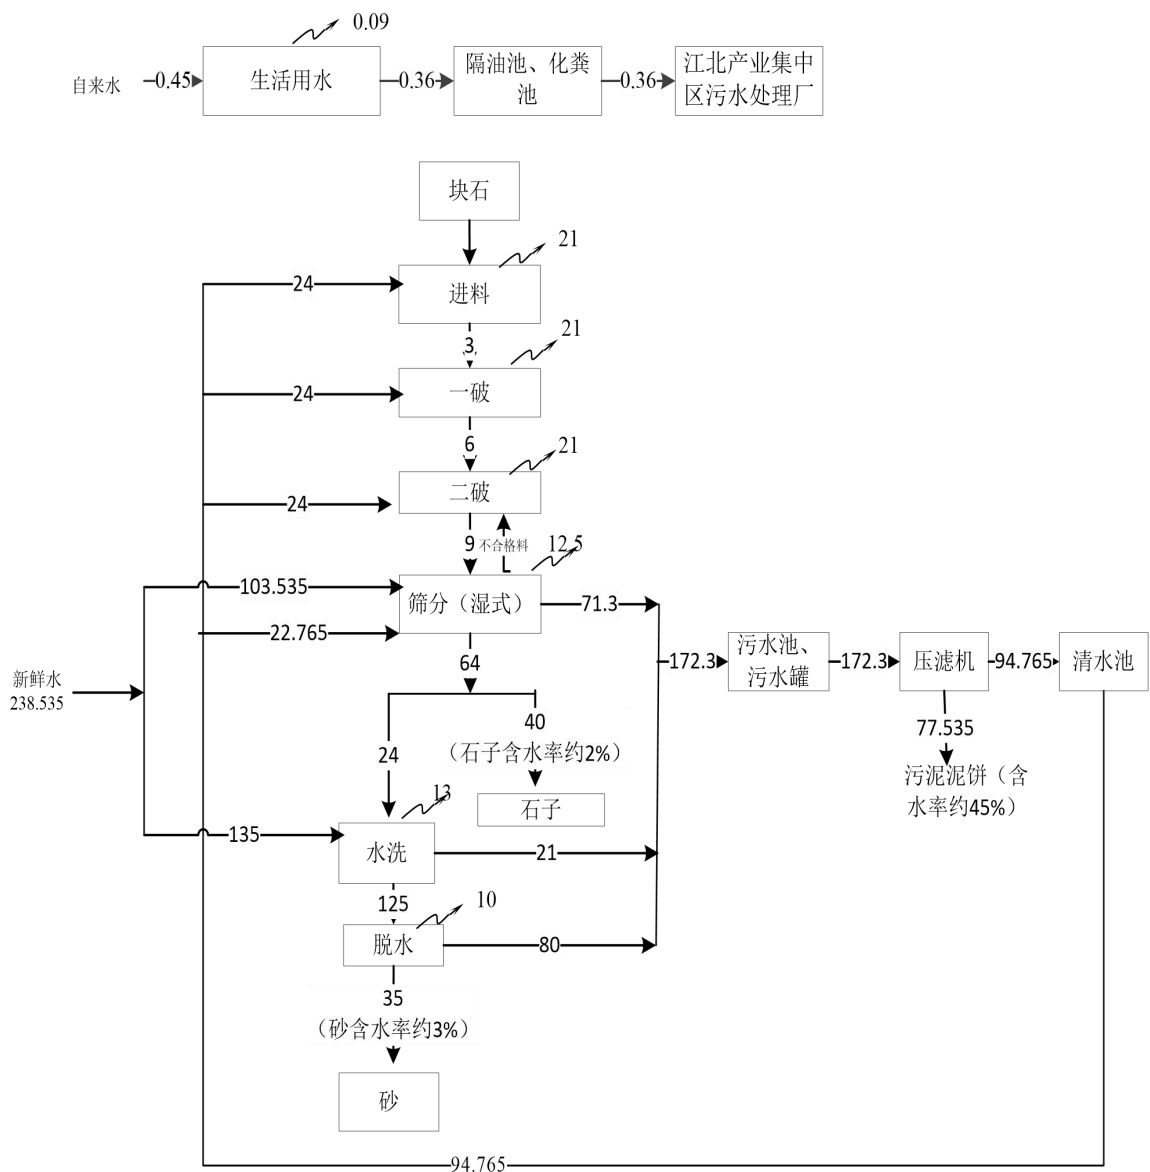 0.09
自来水
0.45
生活用水
0.36
隔油池、化粪
池
0.36
江北产业集中
区污水处理厂
块石
21
24
进料
3
21
24
一破
6
21
24
二破
9
不合格料
12.5
103.535
筛分（湿式）
71.3
22.765
64
新鲜水
238.535
172.3
污水池、
污水罐
172.3
压滤机
94.765
清水池
40
（石子含水率约2%）
24
77.535
污泥泥饼（含
水率约45%）
13
石子
135
水洗
21
125
10
脱水
80
35
（砂含水率约3%）
砂
94.765